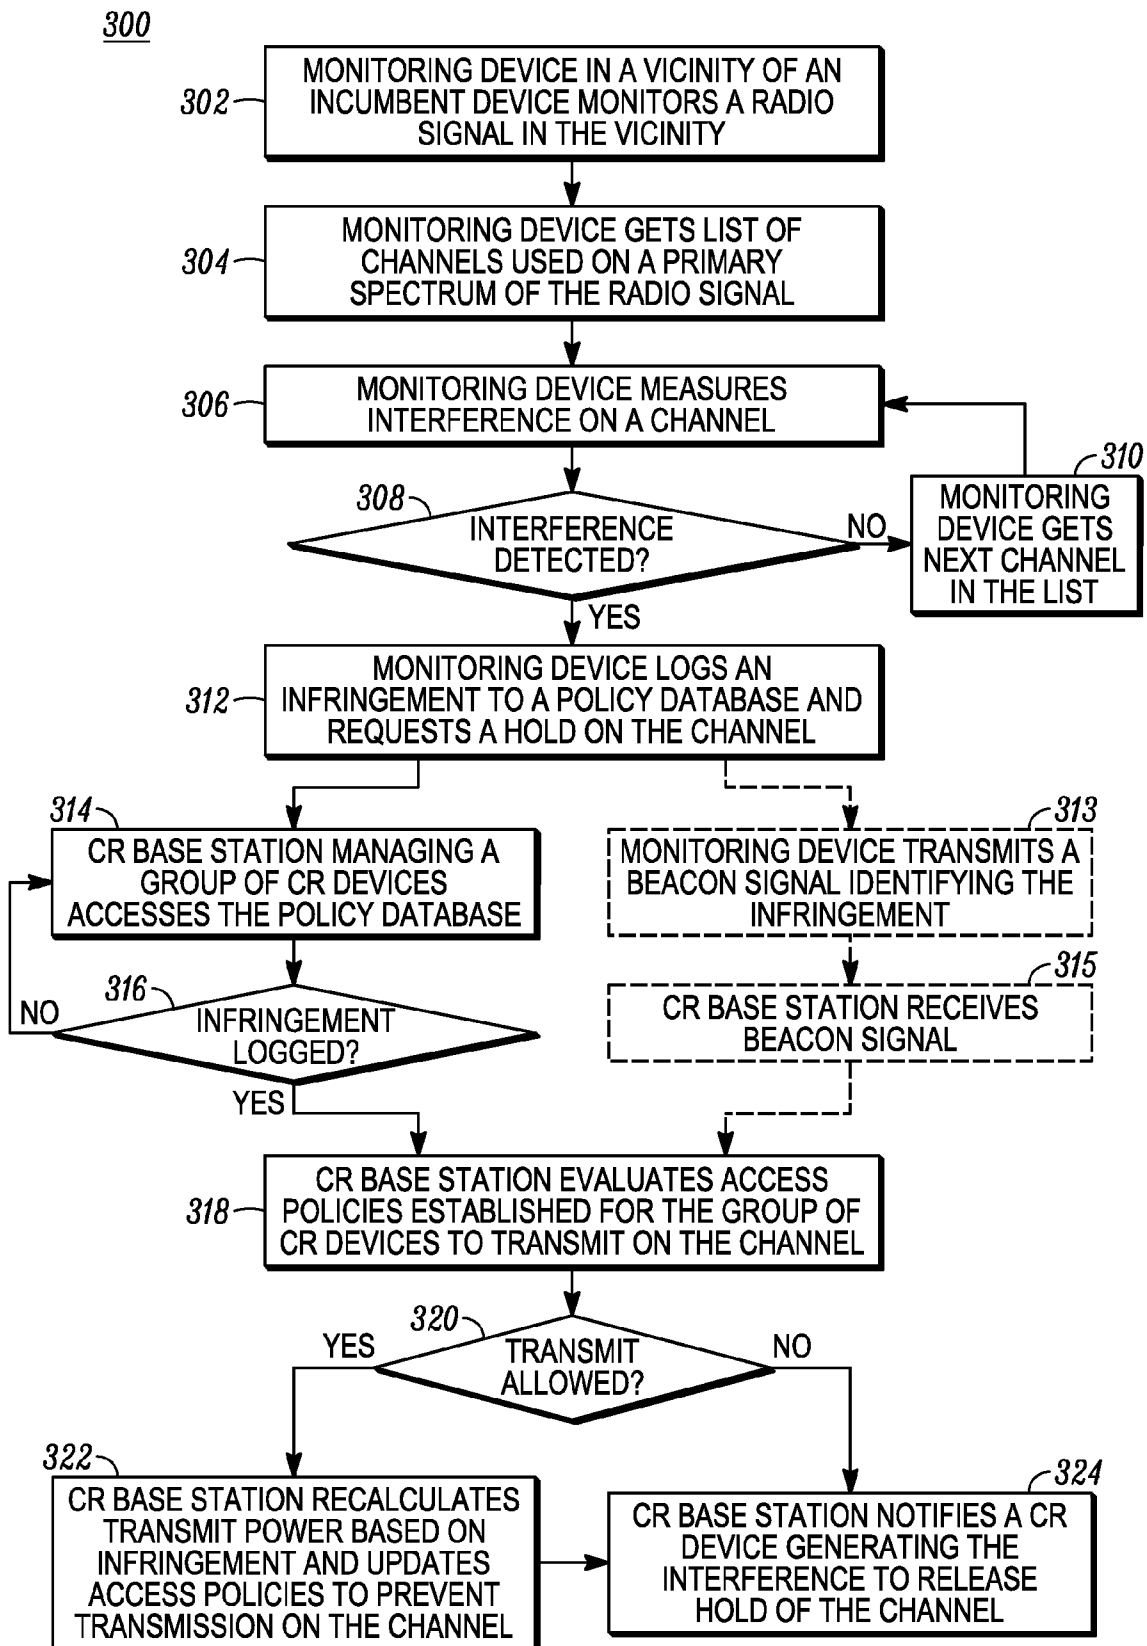 300
302
MONITORING DEVICE IN A VICINITY OF AN
INCUMBENT DEVICE MONITORS A RADIO
SIGNAL IN THE VICINITY
304
MONITORING DEVICE GETS LIST OF
CHANNELS USED ON A PRIMARY
SPECTRUM OF THE RADIO SIGNAL
306
MONITORING DEVICE MEASURES
INTERFERENCE ON A CHANNEL
308
INTERFERENCE
DETECTED?
NO
310
MONITORING
DEVICE GETS
NEXT CHANNEL
IN THE LIST
YES
312
MONITORING DEVICE LOGS AN
INFRINGEMENT TO A POLICY DATABASE AND
REQUESTS A HOLD ON THE CHANNEL
314
CR BASE STATION MANAGING A
GROUP OF CR DEVICES
ACCESSES THE POLICY DATABASE
313
MONITORING DEVICE TRANSMITS A
BEACON SIGNAL IDENTIFYING THE
INFRINGEMENT
316
NO
INFRINGEMENT
LOGGED?
YES
315
CR BASE STATION RECEIVES
BEACON SIGNAL
318
CR BASE STATION EVALUATES ACCESS
POLICIES ESTABLISHED FOR THE GROUP OF
CR DEVICES TO TRANSMIT ON THE CHANNEL
320
YES
TRANSMIT
ALLOWED?
NO
322
CR BASE STATION RECALCULATES
TRANSMIT POWER BASED ON
INFRINGEMENT AND UPDATES
ACCESS POLICIES TO PREVENT
TRANSMISSION ON THE CHANNEL
324
CR BASE STATION NOTIFIES A CR
DEVICE GENERATING THE
INTERFERENCE TO RELEASE
HOLD OF THE CHANNEL